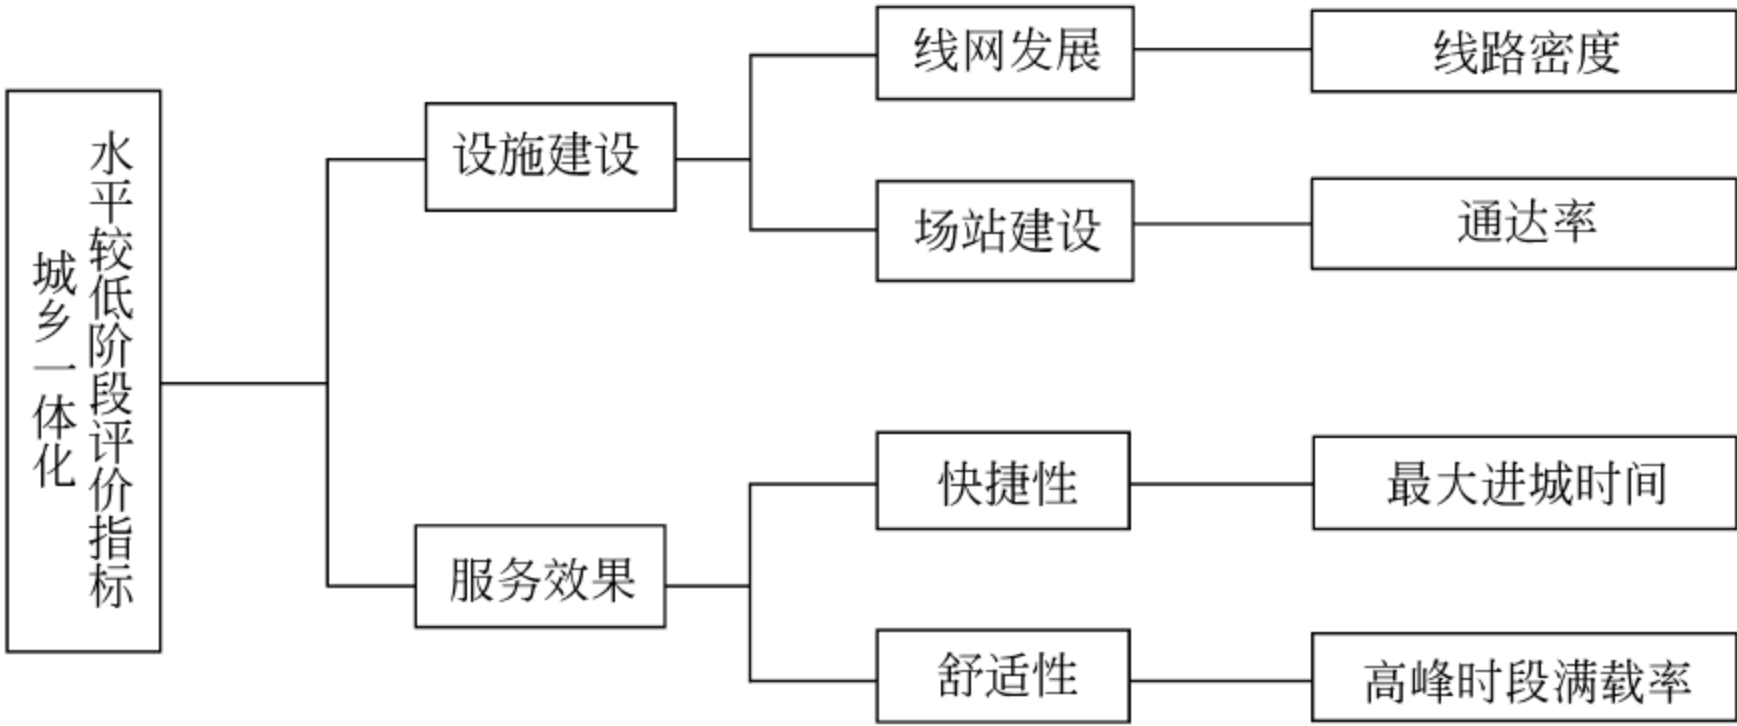 城乡一体化
水平较低阶段评价指标
设施建设
线网发展
线路密度
场站建设
通达率
服务效果
快捷性
最大进城时间
舒适性
高峰时段满载率